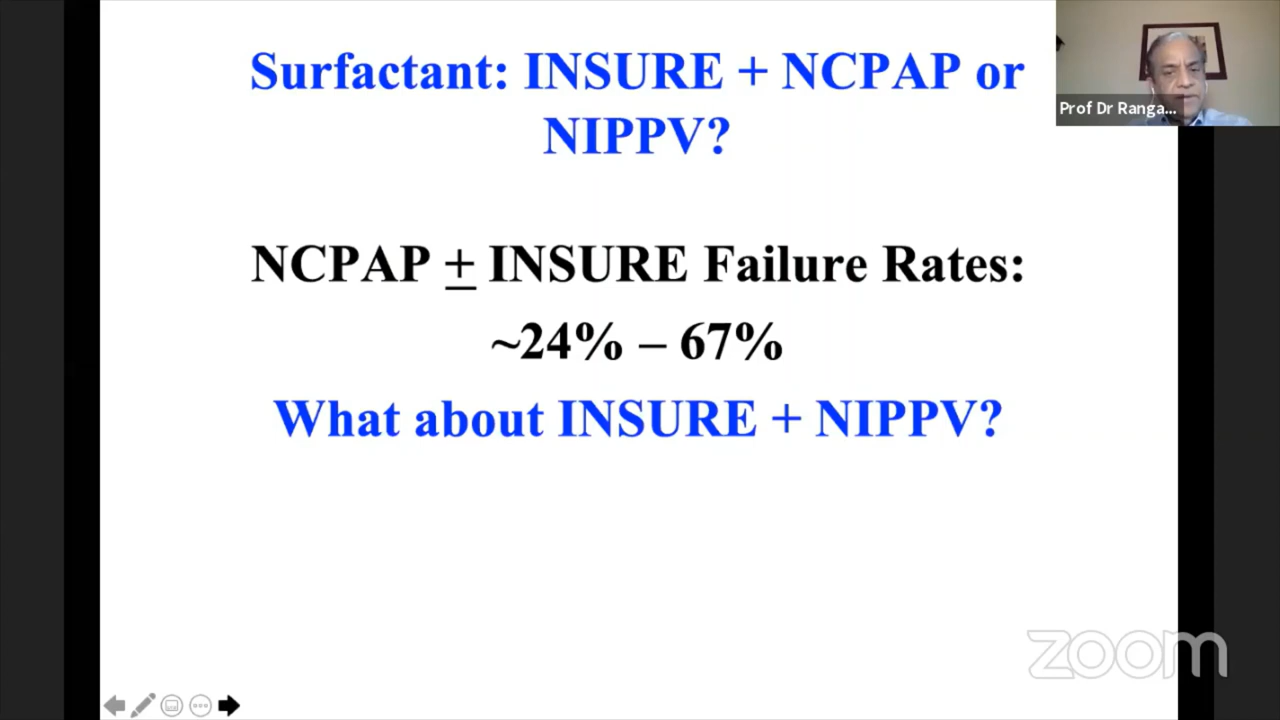 Surfactant: INSURE + NCPAP or
NIPPV?
Prof Dr Ranga...
NCPAP ± INSURE Failure Rates:
~24% – 67%
What about INSURE + NIPPV?
zoom